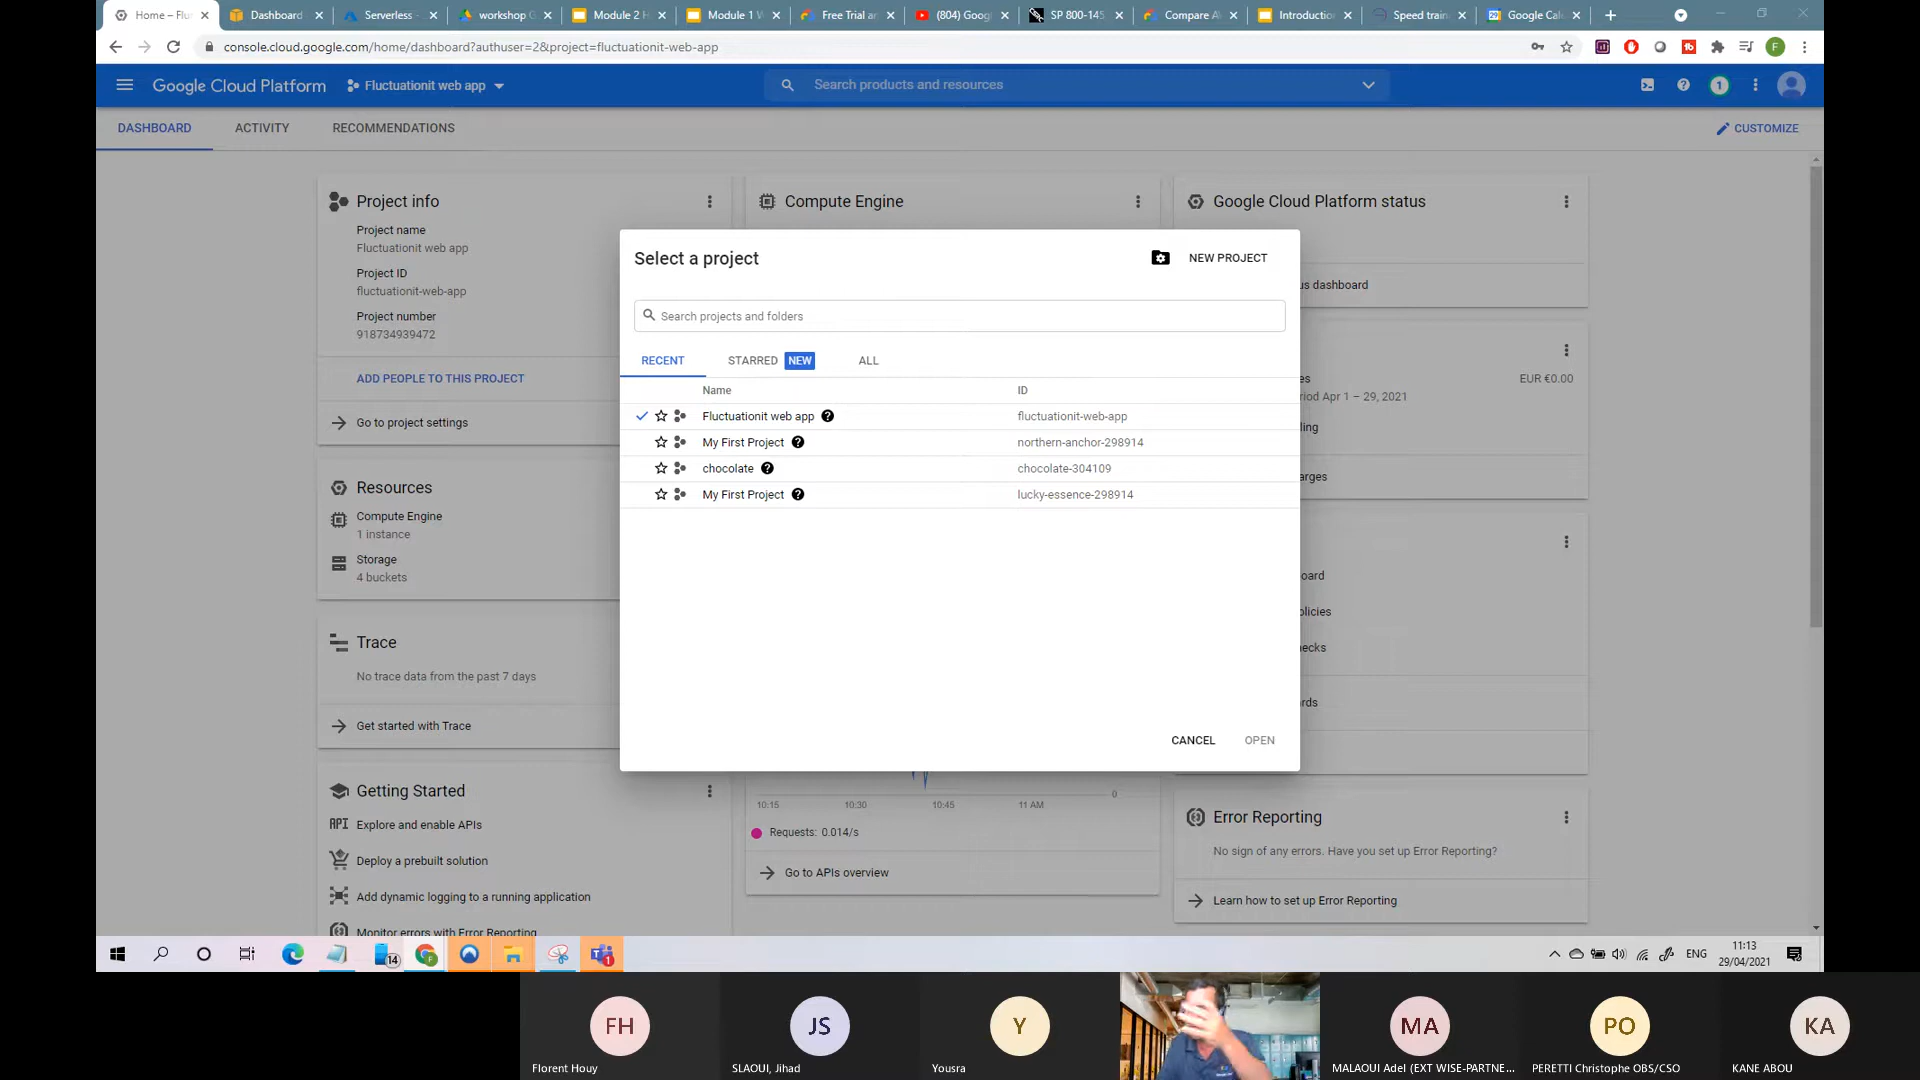 Home – Flu
Dashboard
Serverless -
workshop G
Module 2 H
Module 1 W
Free Trial an
(804) Goog
SP 800-145
Compare A
Introduction
Speed train
Google Cal
console.cloud.google.com/home/dashboard?authuser=2&project=fluctuationit-web-app
F
Google Cloud Platform
Fluctuationit web app
Search products and resources
1
DASHBOARD
ACTIVITY
RECOMMENDATIONS
CUSTOMIZE
Project info
Project name
Fluctuationit web app
Project ID
fluctuationit-web-app
Project number
918734939472
ADD PEOPLE TO THIS PROJECT
Go to project settings
Resources
Compute Engine
1 instance
Storage
4 buckets
Trace
No trace data from the past 7 days
Get started with Trace
Getting Started
API Explore and enable APIs
Deploy a prebuilt solution
Add dynamic logging to a running application
Monitor errors with Error Reporting
Compute Engine
Select a project
NEW PROJECT
Search projects and folders
RECENT
STARRED NEW
ALL
Name
ID
Fluctuationit web app
fluctuationit-web-app
My First Project
northern-anchor-298914
chocolate
chocolate-304109
My First Project
lucky-essence-298914
CANCEL
OPEN
0
10:15
10:30
10:45
11 AM
Requests: 0.014/s
Go to APIs overview
Google Cloud Platform status
us dashboard
es
EUR €0.00
riod Apr 1 – 29, 2021
ling
arges
oard
olicies
ecks
rds
Error Reporting
No sign of any errors. Have you set up Error Reporting?
Learn how to set up Error Reporting
14
1
ENG
11:13
29/04/2021
FH
Florent Houy
JS
SLAOUI, Jihad
Y
Yousra
MA
MALAOUI Adel (EXT WISE-PARTNE...
PO
PERETTI Christophe OBS/CSO
KA
KANE ABOU